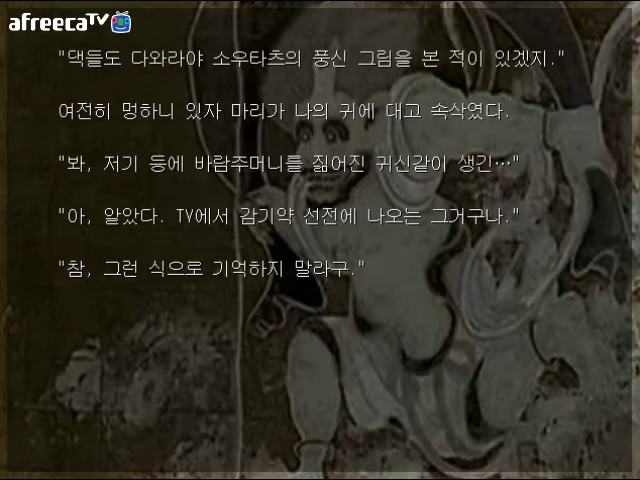 afreecaTV
"댁들도 다와라야 소우타츠의 풍신 그림을 본 적이 있겠지."
여전히 멍하니 있자 마리가 나의 귀에 대고 속삭였다.
"봐, 저기 등에 바람주머니를 짊어진 귀신같이 생긴…"
"아, 알았다. TV에서 감기약 선전에 나오는 그거구나."
"참, 그런 식으로 기억하지 말라구."